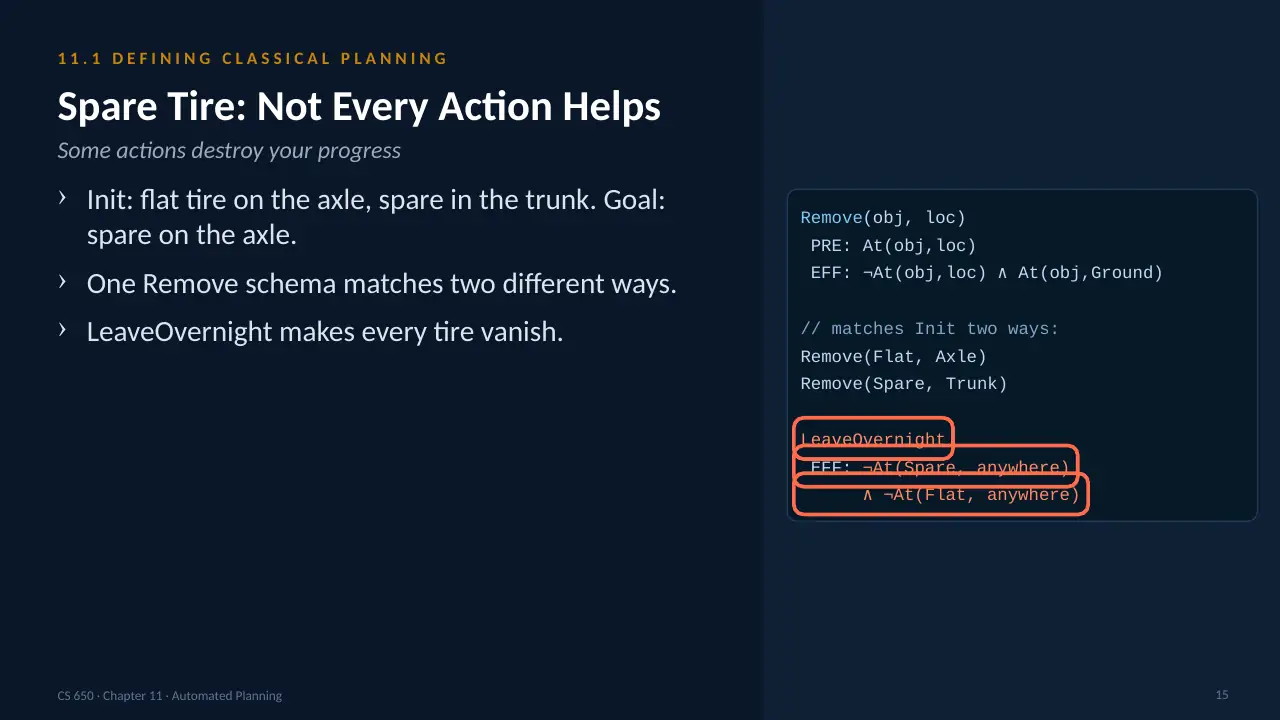 11.1 DEFINING CLASSICAL PLANNING
Spare Tire: Not Every Action Helps
Some actions destroy your progress
› Init: flat tire on the axle, spare in the trunk. Goal:
spare on the axle.
› One Remove schema matches two different ways.
› LeaveOvernight makes every tire vanish.
Remove(obj, loc)
PRE: At(obj,loc)
EFF: ¬At(obj,loc) ∧ At(obj,Ground)
// matches Init two ways:
Remove(Flat, Axle)
Remove(Spare, Trunk)
LeaveOvernight
EFF: ¬At(Spare, anywhere)
∧ ¬At(Flat, anywhere)
CS 650 · Chapter 11 · Automated Planning
15